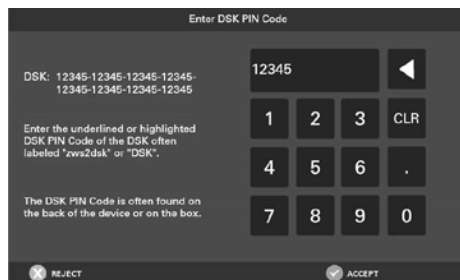 Enter DSK PIN Code
DSK: 12345-12345-12345-12345-
12345-12345-12345-12345
Enter the underlined or highlighted
DSK PIN Code of the DSK often
labeled "zws2dsk" or "DSK".
The DSK PIN Code is often found on
the back of the device or on the box.
12345
1 2 3 CLR
4 5 6 .
7 8 9 0
REJECT
ACCEPT